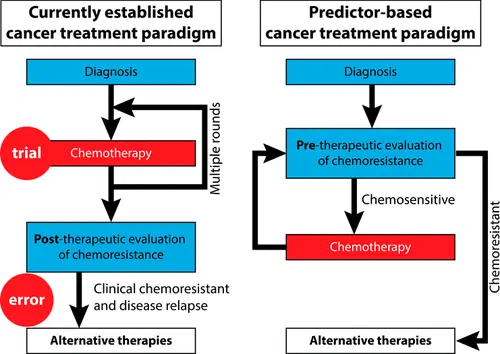 Currently established
cancer treatment paradigm
Diagnosis
Multiple rounds
trial
Chemotherapy
Post-therapeutic evaluation
of chemoresistance
error
Clinical chemoresistant
and disease relapse
Alternative therapies
Predictor-based
cancer treatment paradigm
Diagnosis
Pre-therapeutic evaluation
of chemoresistance
Chemosensitive
Chemotherapy
Chemoresistant
Alternative therapies